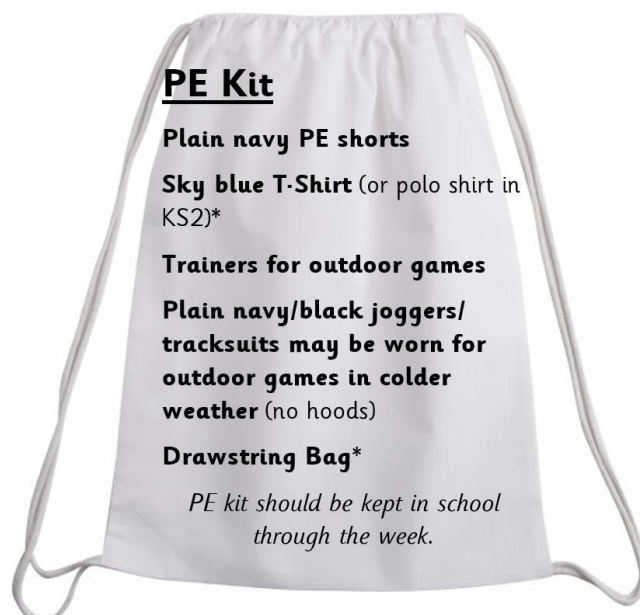 PE Kit
Plain navy PE shorts
Sky blue T-Shirt (or polo shirt in
KS2)*
Trainers for outdoor games
Plain navy/black joggers/
tracksuits may be worn for
outdoor games in colder
weather (no hoods)
Drawstring Bag*
PE kit should be kept in school
through the week.